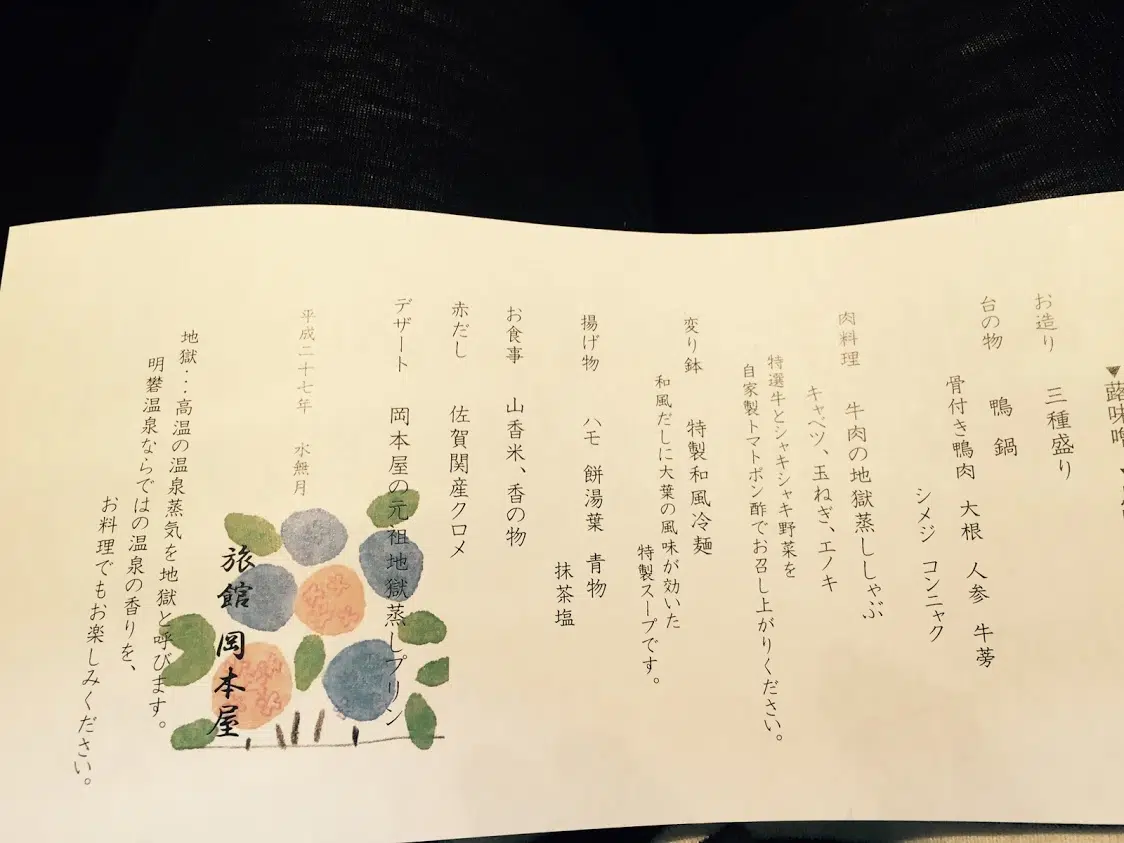 ▼蕗味噌
お造り　三種盛り
台の物　鴨　鍋
骨付き鴨肉　大根　人参　牛蒡
シメジ　コンニャク
肉料理　牛肉の地獄蒸ししゃぶ
キャベツ、玉ねぎ、エノキ
特選牛とシャキシャキ野菜を
自家製トマトポン酢でお召し上がりください。
変り鉢　特製和風冷麺
和風だしに大葉の風味が効いた
特製スープです。
揚げ物　ハモ　餅湯葉　青物
抹茶塩
お食事　山香米、香の物
赤だし　佐賀関産クロメ
デザート　岡本屋の元祖地獄蒸しプリン
平成二十七年　水無月
旅館 岡本屋
地獄・・・高温の温泉蒸気を地獄と呼びます。
明礬温泉ならではの温泉の香りを、
お料理でもお楽しみください。